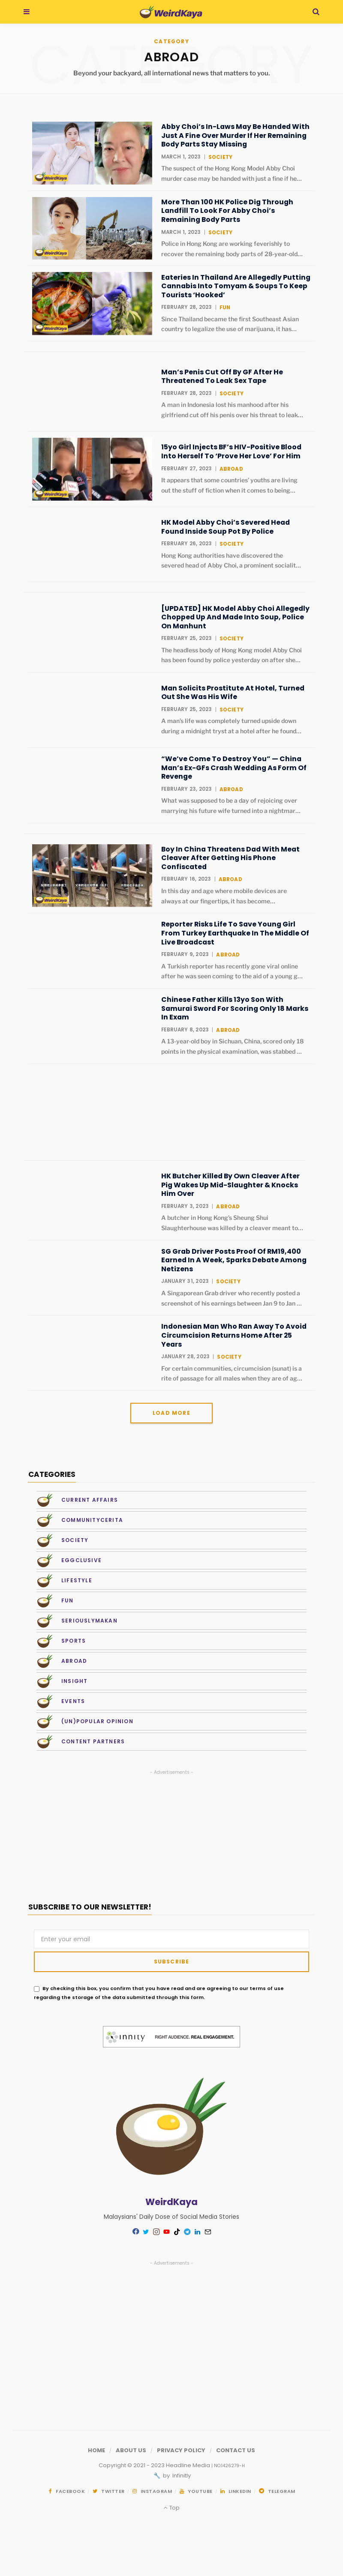 WeirdKaya
CATEGORY
ABROAD
Beyond your backyard, all international news that matters to you.
Abby Choi's In-Laws May Be Handed With
Just A Fine Over Murder If Her Remaining
Body Parts Stay Missing
MARCH 1, 2023 | SOCIETY
The suspect of the Hong Kong Model Abby Choi
murder case may be handed with just a fine if he...
WeirdKaya
More Than 100 HK Police Dig Through
Landfill To Look For Abby Choi's
Remaining Body Parts
MARCH 1, 2023 | SOCIETY
Police in Hong Kong are working feverishly to
recover the remaining body parts of 28-year-old...
WeirdKaya
Eateries In Thailand Are Allegedly Putting
Cannabis Into Tomyam & Soups To Keep
Tourists 'Hooked'
FEBRUARY 28, 2023 | FUN
Since Thailand became the first Southeast Asian
country to legalize the use of marijuana, it has...
WeirdKaya
Man's Penis Cut Off By GF After He
Threatened To Leak Sex Tape
FEBRUARY 28, 2023 | SOCIETY
A man in Indonesia lost his manhood after his
girlfriend cut off his penis over his threat to leak...
15yo Girl Injects BF's HIV-Positive Blood
Into Herself To 'Prove Her Love' For Him
FEBRUARY 27, 2023 | ABROAD
It appears that some countries' youths are living
out the stuff of fiction when it comes to being...
WeirdKaya
HK Model Abby Choi's Severed Head
Found Inside Soup Pot By Police
FEBRUARY 26, 2023 | SOCIETY
Hong Kong authorities have discovered the
severed head of Abby Choi, a prominent socialit...
[UPDATED] HK Model Abby Choi Allegedly
Chopped Up And Made Into Soup, Police
On Manhunt
FEBRUARY 25, 2023 | SOCIETY
The headless body of Hong Kong model Abby Choi
has been found by police yesterday on after she...
Man Solicits Prostitute At Hotel, Turned
Out She Was His Wife
FEBRUARY 25, 2023 | SOCIETY
A man's life was completely turned upside down
during a midnight tryst at a hotel after he found...
"We've Come To Destroy You" — China
Man's Ex-GFs Crash Wedding As Form Of
Revenge
FEBRUARY 23, 2023 | ABROAD
What was supposed to be a day of rejoicing over
marrying his future wife turned into a nightmar...
Boy In China Threatens Dad With Meat
Cleaver After Getting His Phone
Confiscated
FEBRUARY 16, 2023 | ABROAD
In this day and age where mobile devices are
always at our fingertips, it has become...
WeirdKaya
Reporter Risks Life To Save Young Girl
From Turkey Earthquake In The Middle Of
Live Broadcast
FEBRUARY 9, 2023 | ABROAD
A Turkish reporter has recently gone viral online
after he was seen coming to the aid of a young g...
Chinese Father Kills 13yo Son With
Samurai Sword For Scoring Only 18 Marks
In Exam
FEBRUARY 8, 2023 | ABROAD
A 13-year-old boy in Sichuan, China, scored only 18
points in the physical examination, was stabbed ...
HK Butcher Killed By Own Cleaver After
Pig Wakes Up Mid-Slaughter & Knocks
Him Over
FEBRUARY 3, 2023 | ABROAD
A butcher in Hong Kong's Sheung Shui
Slaughterhouse was killed by a cleaver meant to...
SG Grab Driver Posts Proof Of RM19,400
Earned In A Week, Sparks Debate Among
Netizens
JANUARY 31, 2023 | SOCIETY
A Singaporean Grab driver who recently posted a
screenshot of his earnings between Jan 9 to Jan ...
Indonesian Man Who Ran Away To Avoid
Circumcision Returns Home After 25
Years
JANUARY 28, 2023 | SOCIETY
For certain communities, circumcision (sunat) is a
rite of passage for all males when they are of ag...
LOAD MORE
CATEGORIES
CURRENT AFFAIRS
COMMUNITYCERITA
SOCIETY
EGGCLUSIVE
LIFESTYLE
FUN
SERIOUSLYMAKAN
SPORTS
ABROAD
INSIGHT
EVENTS
(UN)POPULAR OPINION
CONTENT PARTNERS
- Advertisements -
SUBSCRIBE TO OUR NEWSLETTER!
Enter your email
SUBSCRIBE
By checking this box, you confirm that you have read and are agreeing to our terms of use
regarding the storage of the data submitted through this form.
innity RIGHT AUDIENCE. REAL ENGAGEMENT.
WeirdKaya
Malaysians' Daily Dose of Social Media Stories
- Advertisements -
HOME / ABOUT US / PRIVACY POLICY / CONTACT US
by Infinity
FACEBOOK TWITTER INSTAGRAM YOUTUBE LINKEDIN TELEGRAM
Top